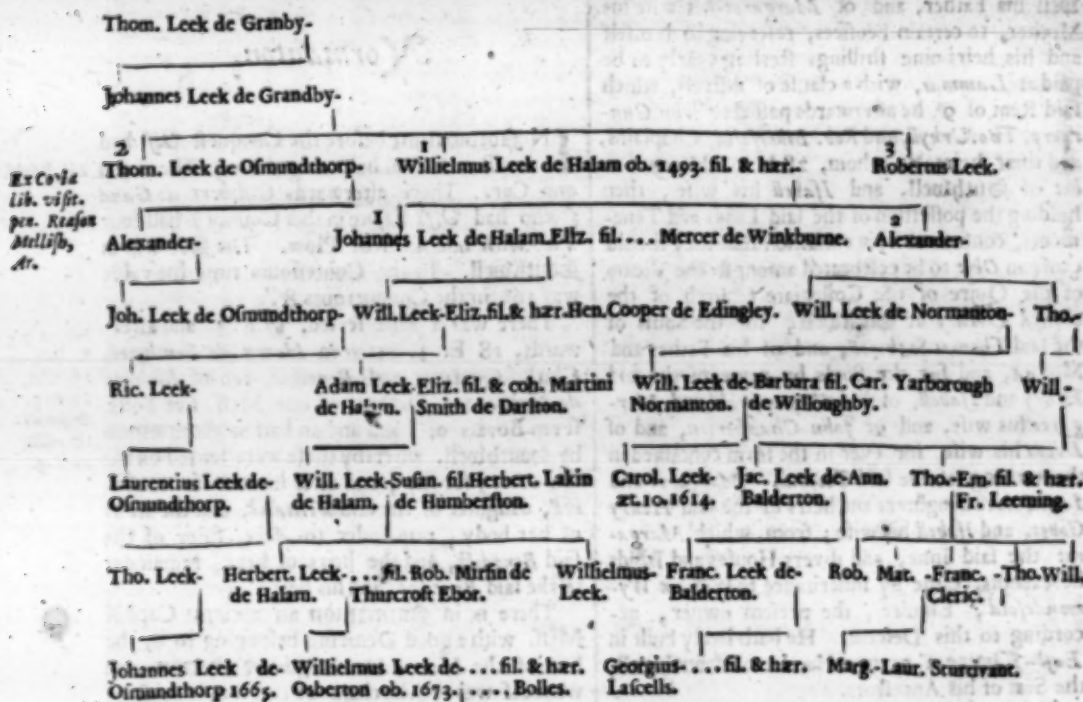 Thom. Leek de Granby-
Johannes Leek de Grandby-
2 1 3
Thom. Leek de Osmundthorp- Willielmus Leek de Halam ob. 1493. fil. & hær.- Robertus Leek.
Ex Coria
lib. visit.
pen. Reason
Mellish,
Ar.
1 2
Alexander- Johannes Leek de Halam.Eliz. fil.... Mercer de Winkburne. Alexander-
Joh. Leek de Osmundthorp- Will. Leek-Eliz.fil.& hær.Hen.Cooper de Edingley. Will. Leek de Normanton- Tho.-
Ric. Leek- Adam Leek-Eliz. fil. & coh. Martini Will. Leek de-Barbara fil. Car. Yarborough Will-
de Halam. Smith de Darlton. Normanton. de Willoughby.
Laurentius Leek de- Will. Leek-Susan. fil.Herbert. Lakin Carol. Leek- Jac. Leek de-Ann. Tho.-Em. fil & hær.
Osmundthorp. de Halam. de Humberston. æt.10.1614. Balderton. Fr. Leeming.
Tho. Leek- Herbert. Leek-.... fil. Rob. Mirfin de Willielmus- Franc. Leek de- Rob. Mar. -Franc.- Tho.Will.
de Halam. Thurcroft Ebor. Leek. Balderton. Cleric.
Johannes Leek de- Willielmus Leek de-... fil & hær. Georgius-.... fil & hær. Marg.-Laur. Sturtivant.
Osmundthorp 1665. Osberton ob. 1673. Bolles. Lascells.